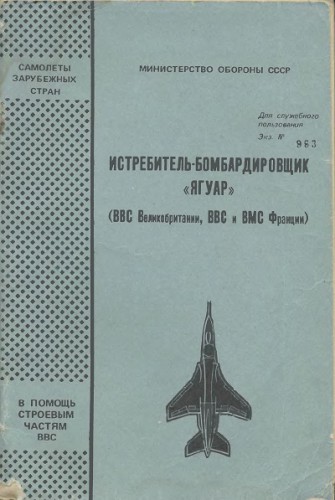 САМОЛЕТЫ
ЗАРУБЕЖНЫХ
СТРАН
МИНИСТЕРСТВО ОБОРОНЫ СССР
Для служебного
пользования
Экз. № 963
ИСТРЕБИТЕЛЬ-БОМБАРДИРОВЩИК
«ЯГУАР»
(ВВС Великобритании, ВВС и ВМС Франции)
В ПОМОЩЬ
СТРОЕВЫМ
ЧАСТЯМ
ВВС